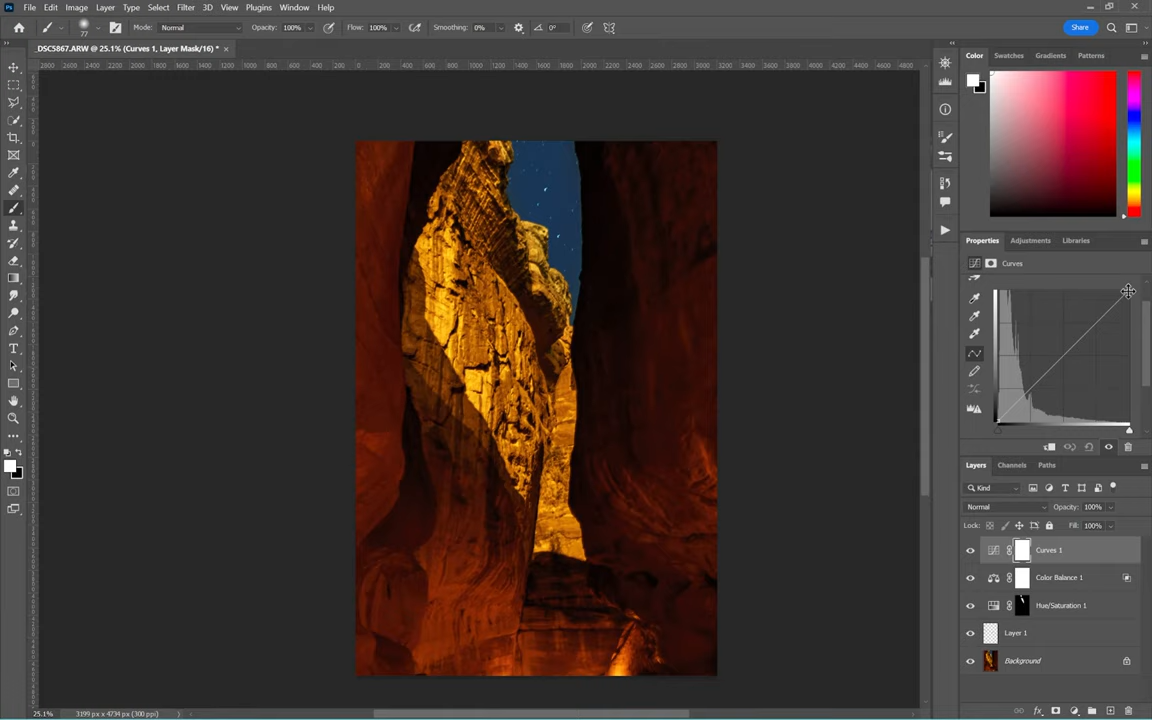 Ps File Edit Image Layer Type Select Filter 3D View Plugins Window Help
77 Mode: Normal Opacity: 100% Flow: 100% Smoothing: 0% 0° Share
_DSC5867.ARW @ 25.1% (Curves 1, Layer Mask/16) * ×
Color Swatches Gradients Patterns
Properties Adjustments Libraries
Curves
Layers Channels Paths
Kind
Normal Opacity: 100%
Lock: Fill: 100%
Curves 1
Color Balance 1
Hue/Saturation 1
Layer 1
Background
25.1% 3199 px x 4734 px (300 ppi)